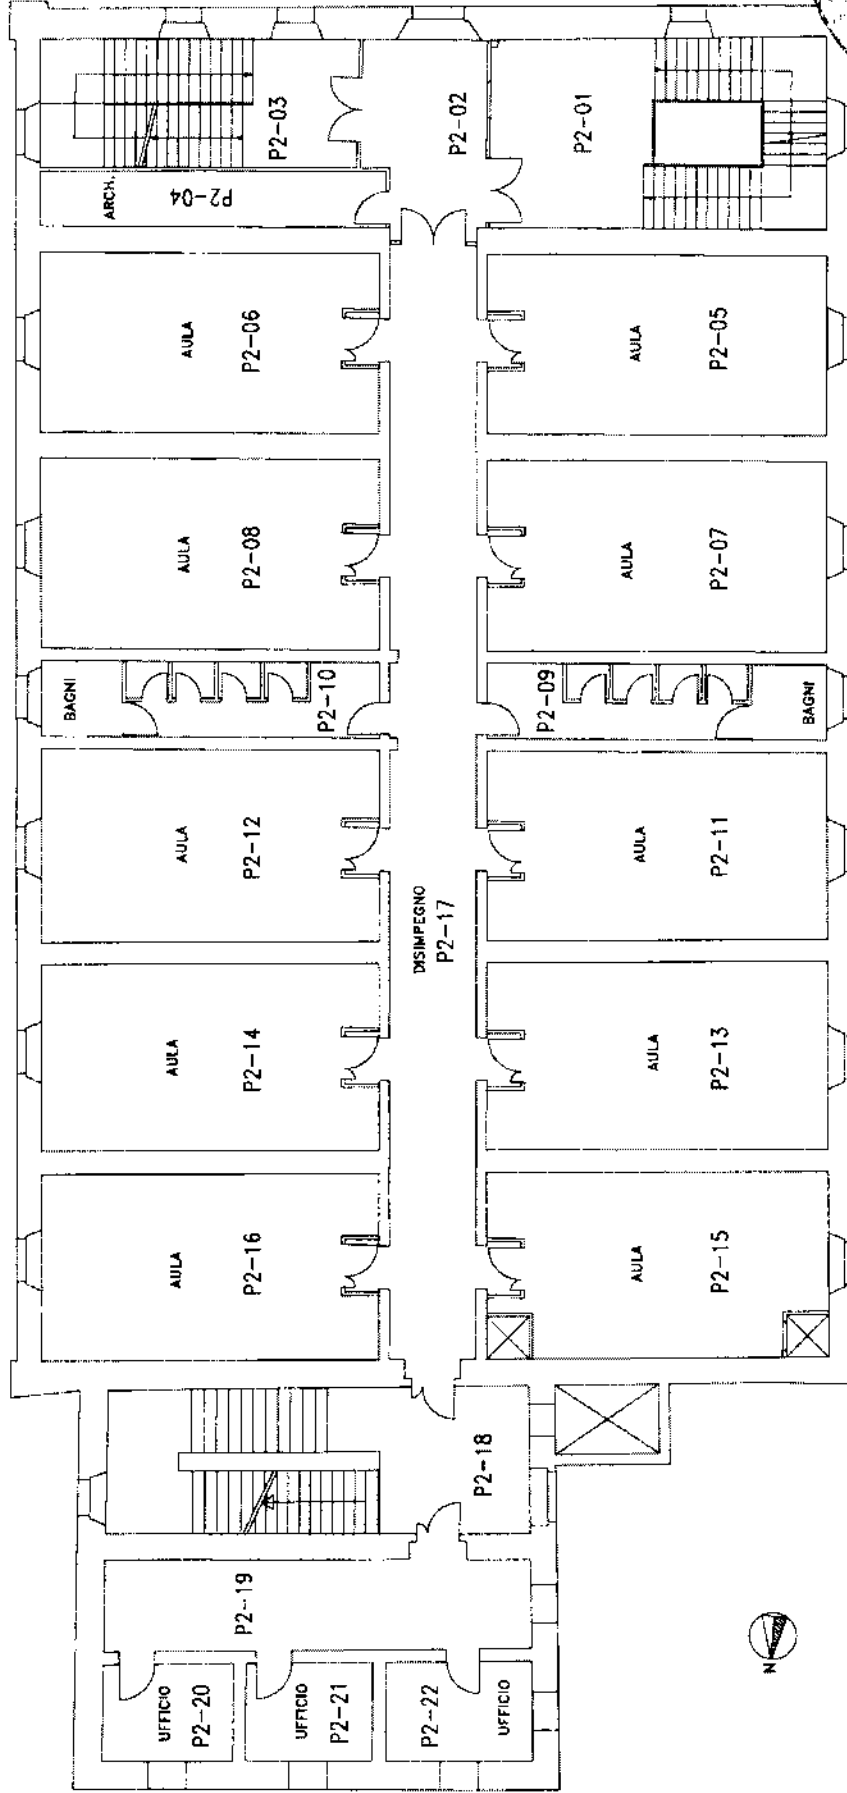 P2-03
P2-02
P2-01
ARCH.
P2-04
AULA
P2-06
AULA
P2-05
AULA
P2-08
AULA
P2-07
BAGNI
P2-10
P2-09
BAGNI
AULA
P2-12
AULA
P2-11
DISIMPEGNO
P2-17
AULA
P2-14
AULA
P2-13
AULA
P2-16
AULA
P2-15
P2-18
P2-19
UFFICIO
P2-20
UFFICIO
P2-21
P2-22
UFFICIO
N